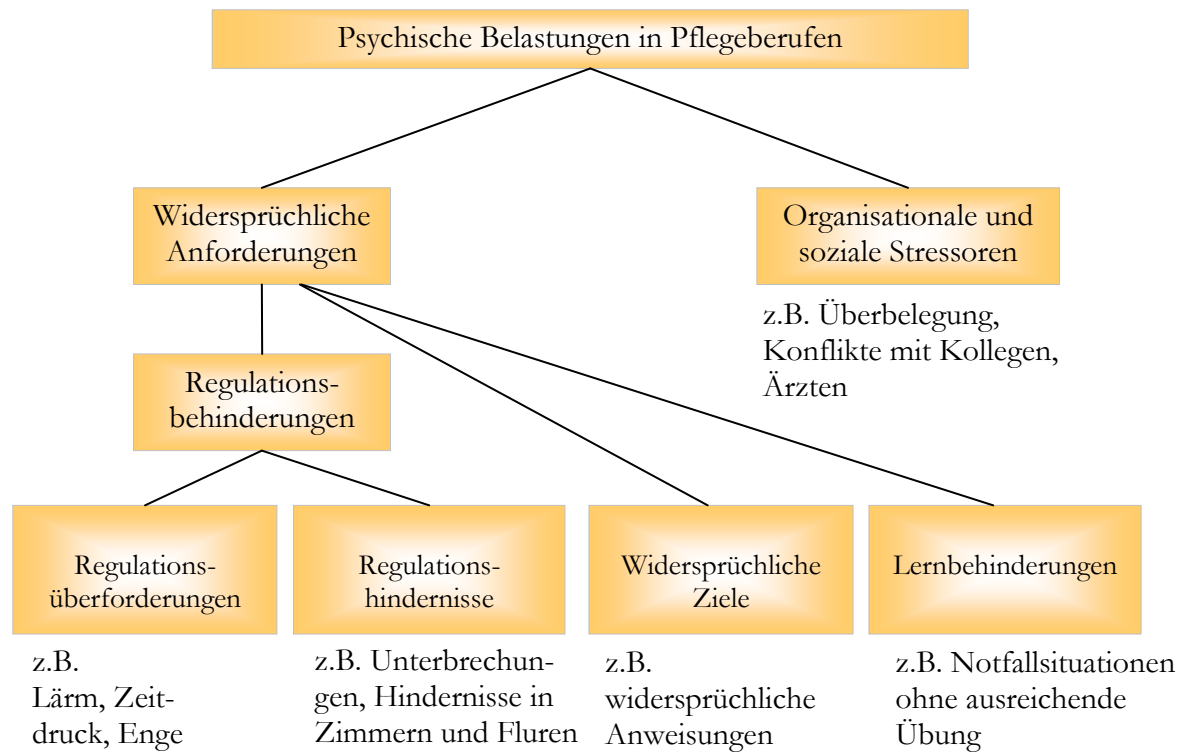 Psychische Belastungen in Pflegeberufen
Widersprüchliche
Anforderungen
Organisationale und
soziale Stressoren
z.B. Überbelegung,
Konflikte mit Kollegen,
Ärzten
Regulations-
behinderungen
Regulations-
überforderungen
z.B.
Lärm, Zeit-
druck, Enge
Regulations-
hindernisse
z.B. Unterbrechun-
gen, Hindernisse in
Zimmern und Fluren
Widersprüchliche
Ziele
z.B.
widersprüchliche
Anweisungen
Lernbehinderungen
z.B. Notfallsituationen
ohne ausreichende
Übung